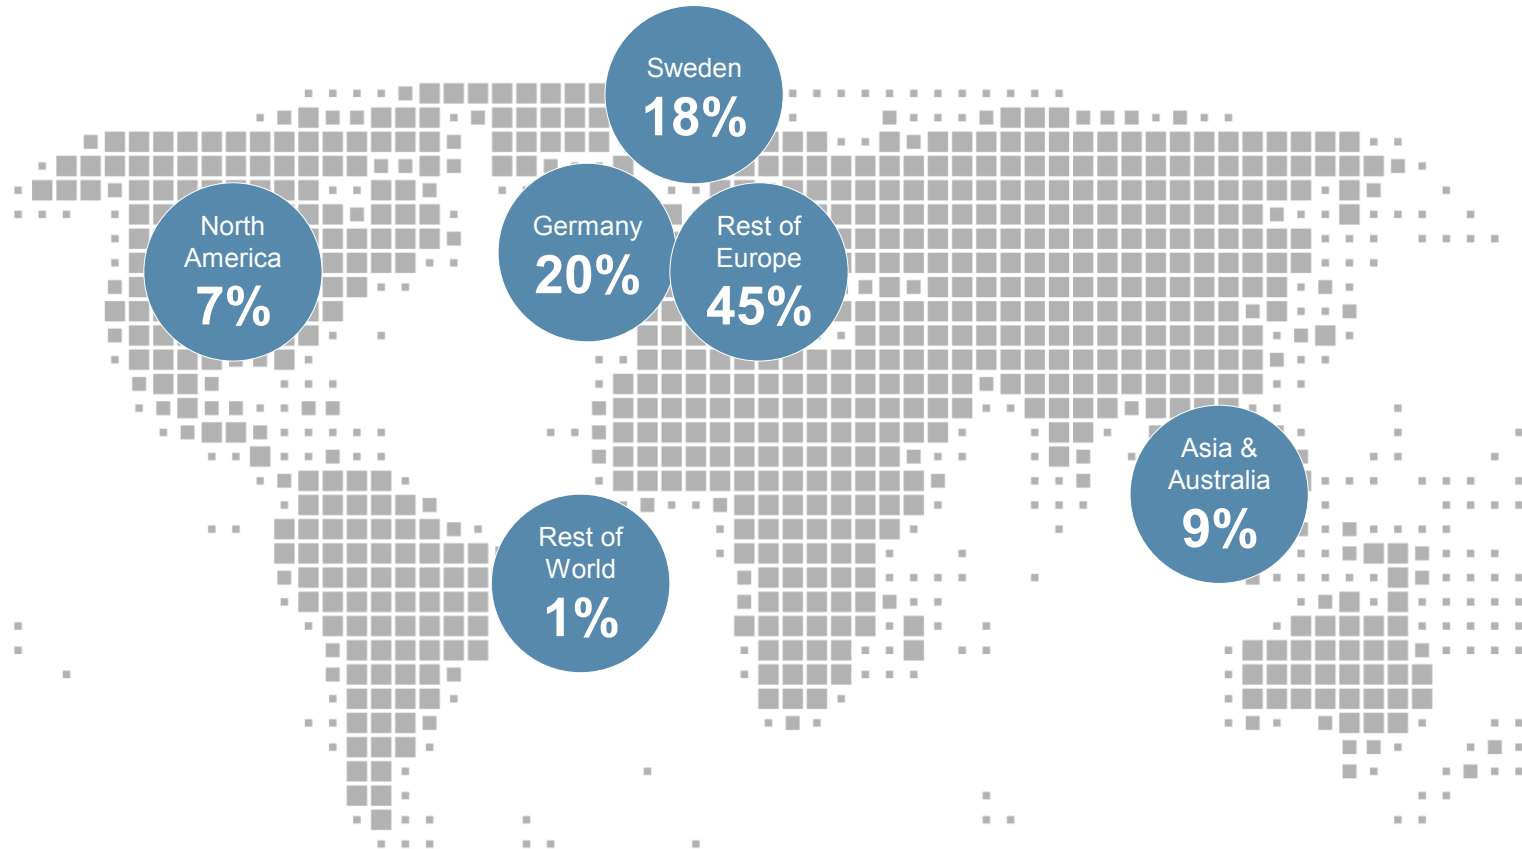 Sweden
18%
North
America
7%
Germany
20%
Rest of
Europe
45%
Asia &
Australia
9%
Rest of
World
1%